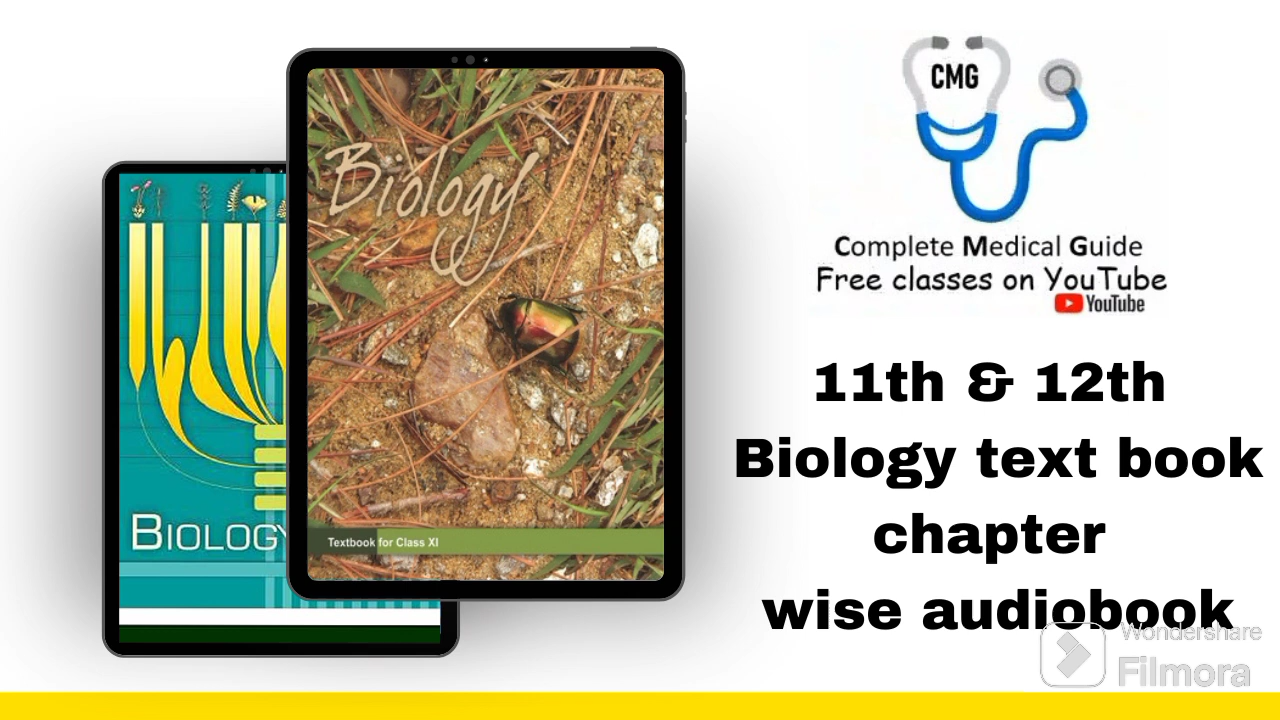 Biology
Textbook for Class XI
BIOLOGY
CMG
Complete Medical Guide
Free classes on YouTube
YouTube
11th & 12th
Biology text book
chapter
wise audiobook
Wondershare
Filmora